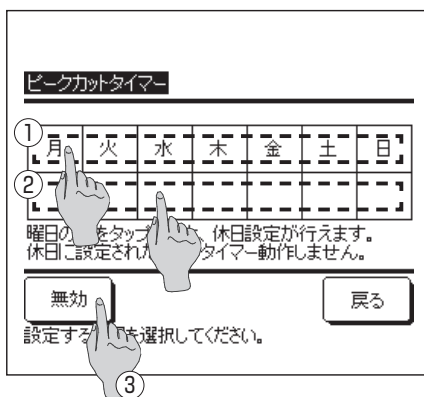 ピークカットタイマー
①
月 火 水 木 金 土 日
②
曜日の をタッ 、休日設定が行えます。
休日に設定され タイマー動作しません。
無効 戻る
設定する を選択してください。
③